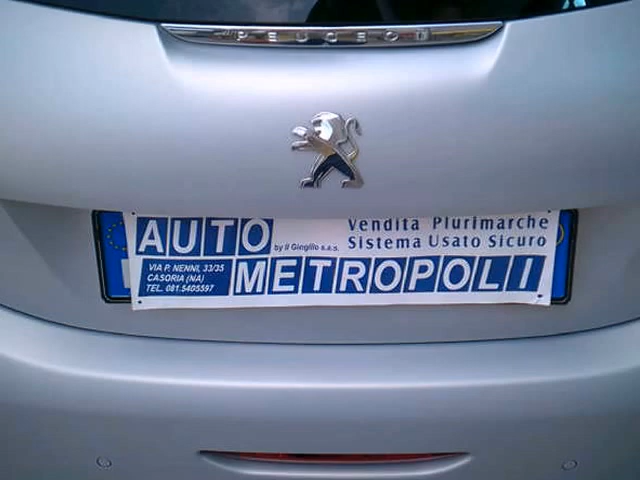 PEUGEOT
AUTO by Il Gingilio s.a.s.
Vendita Plurimarche
Sistema Usato Sicuro
VIA P. NENNI, 33/35
CASORIA (NA)
TEL. 081.5405597
METROPOLI